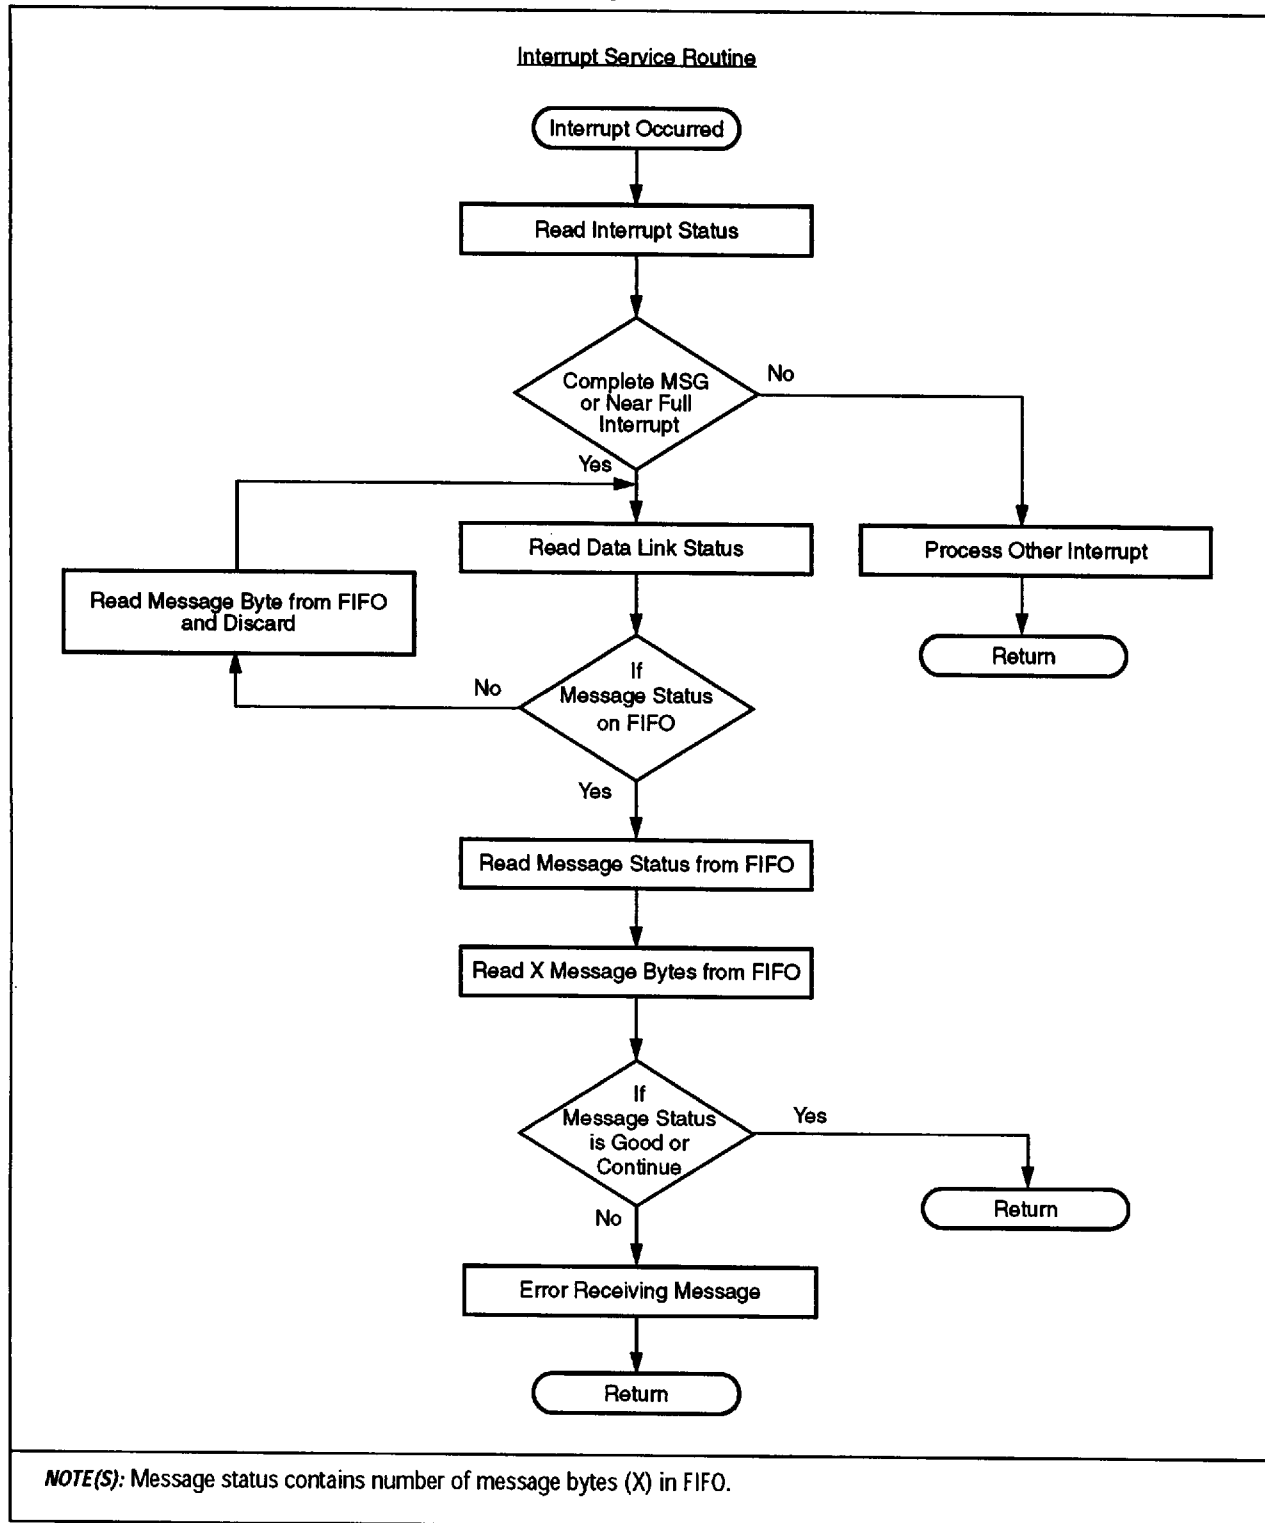 Interrupt Service Routine
Interrupt Occurred
Read Interrupt Status
Complete MSG
or Near Full
Interrupt
No
Yes
Read Data Link Status
Process Other Interrupt
Read Message Byte from FIFO
and Discard
Return
If
Message Status
on FIFO
No
Yes
Read Message Status from FIFO
Read X Message Bytes from FIFO
If
Message Status
is Good or
Continue
Yes
Return
No
Error Receiving Message
Return
NOTE(S): Message status contains number of message bytes (X) in FIFO.